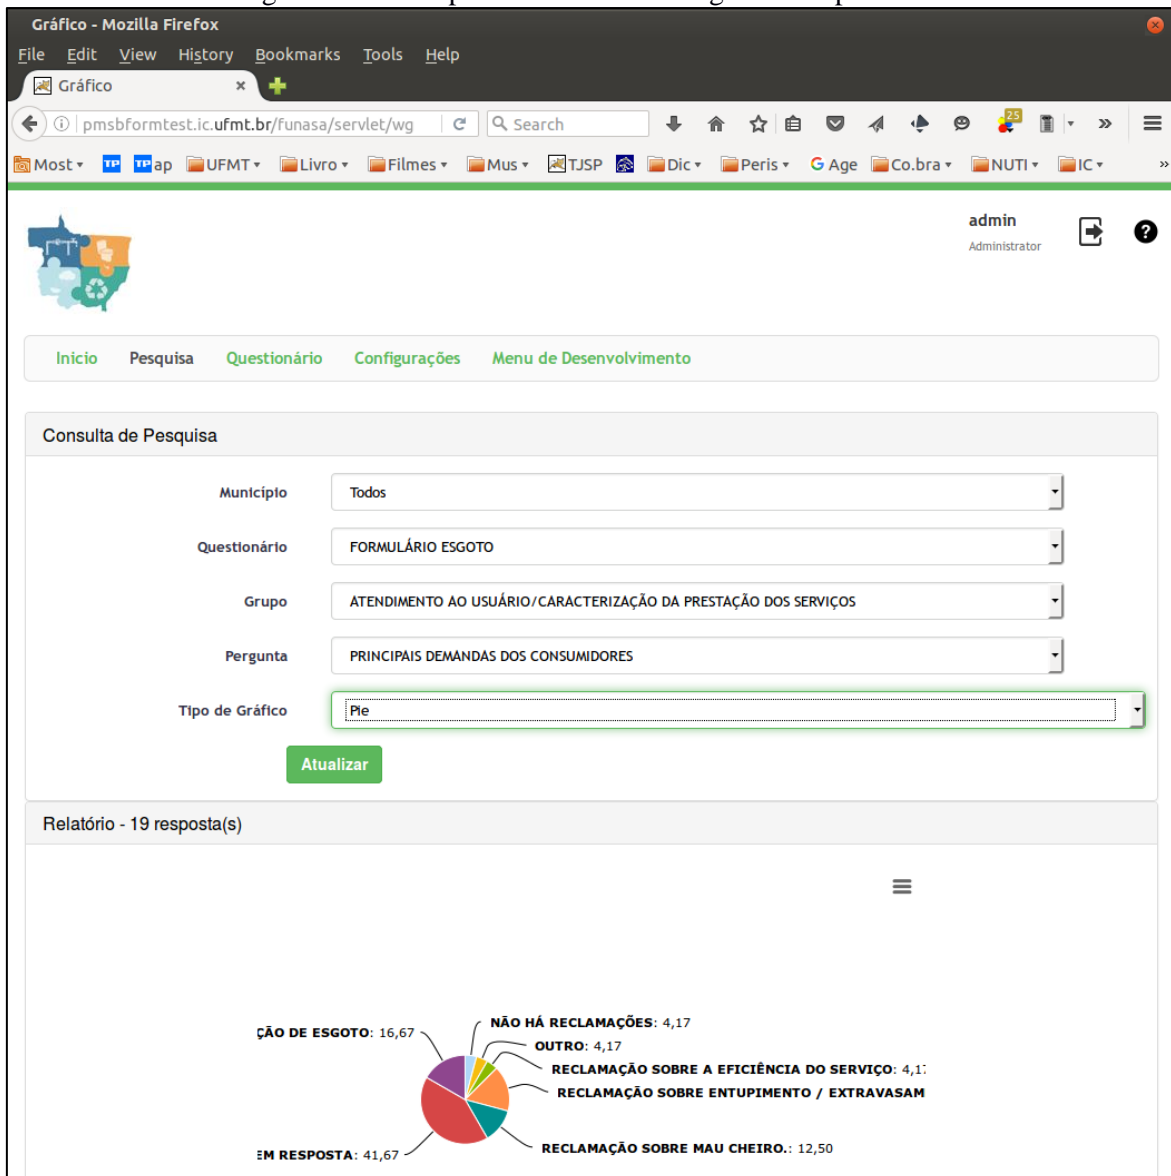 Gráfico - Mozilla Firefox
File Edit View History Bookmarks Tools Help
Gráfico
pmsbformtest.ic.ufmt.br/funasa/servlet/wg Search 25
Most TP TP ap UFMT Livro Filmes Mus TJSP Dic Peris G Age Co.bra NUTI IC »
admin
Administrator
Inicio Pesquisa Questionário Configurações Menu de Desenvolvimento
Consulta de Pesquisa
Município Todos
Questionário FORMULÁRIO ESGOTO
Grupo ATENDIMENTO AO USUÁRIO/CARACTERIZAÇÃO DA PRESTAÇÃO DOS SERVIÇOS
Pergunta PRINCIPAIS DEMANDAS DOS CONSUMIDORES
Tipo de Gráfico Pie
Atualizar
Relatório - 19 resposta(s)
NÃO HÁ RECLAMAÇÕES: 4,17
ÇÃO DE ESGOTO: 16,67
OUTRO: 4,17
RECLAMAÇÃO SOBRE A EFICIÊNCIA DO SERVIÇO: 4,17
RECLAMAÇÃO SOBRE ENTUPIMENTO / EXTRAVASAM
RECLAMAÇÃO SOBRE MAU CHEIRO.: 12,50
EM RESPOSTA: 41,67